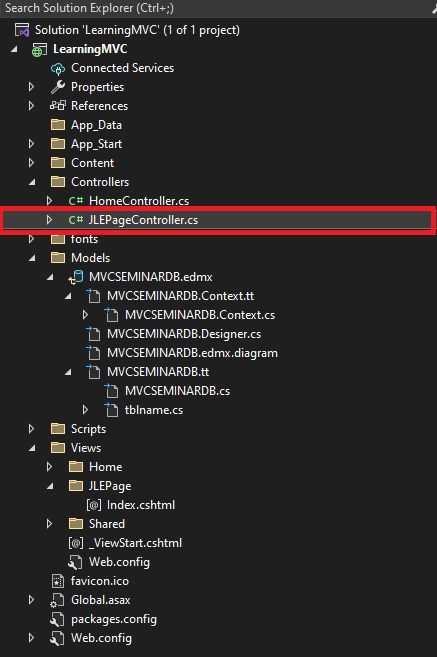 Search Solution Explorer (Ctrl+;)
Solution 'LearningMVC' (1 of 1 project)
LearningMVC
Connected Services
Properties
References
App_Data
App_Start
Content
Controllers
C# HomeController.cs
C# JLEPageController.cs
fonts
Models
MVCSEMINARDB.edmx
MVCSEMINARDB.Context.tt
MVCSEMINARDB.Context.cs
MVCSEMINARDB.Designer.cs
MVCSEMINARDB.edmx.diagram
MVCSEMINARDB.tt
MVCSEMINARDB.cs
tblname.cs
Scripts
Views
Home
JLEPage
[@] Index.cshtml
Shared
[@] _ViewStart.cshtml
Web.config
favicon.ico
Global.asax
packages.config
Web.config